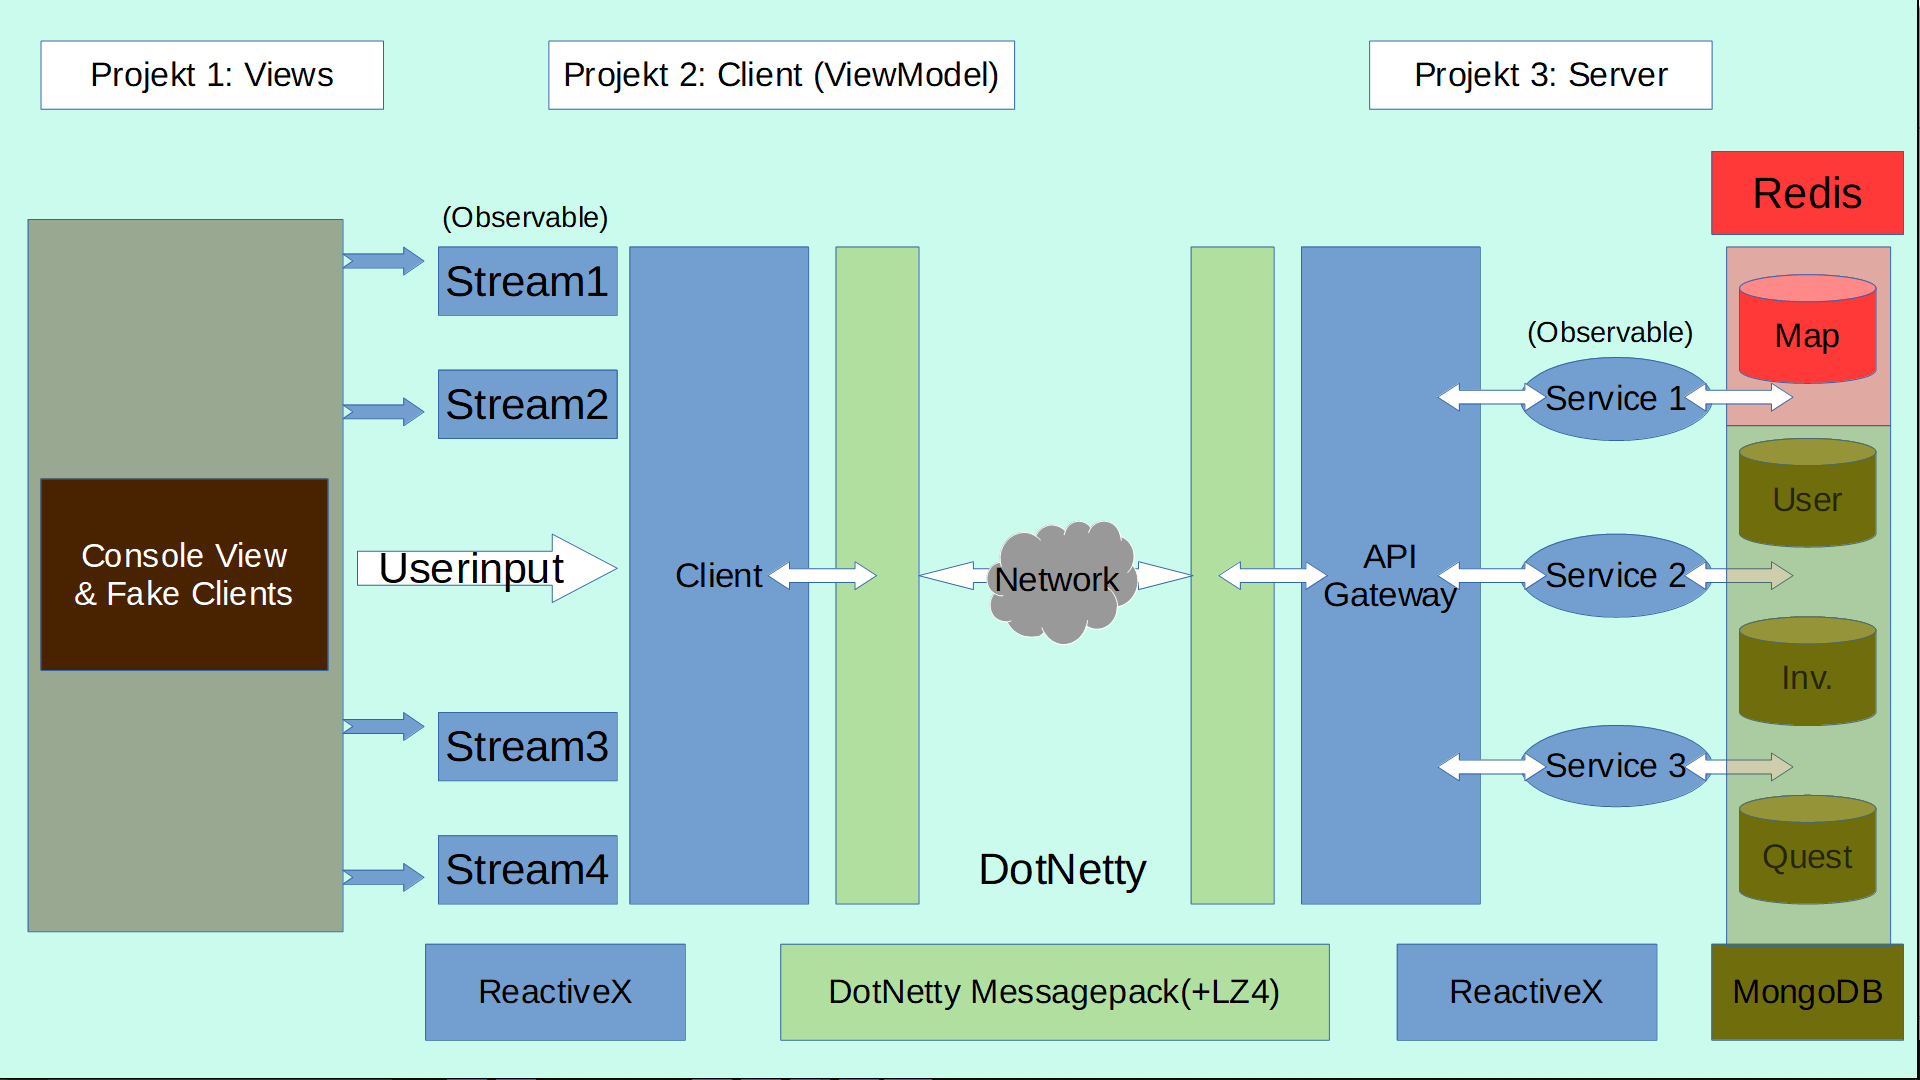 Projekt 1: Views
Projekt 2: Client (ViewModel)
Projekt 3: Server
Redis
(Observable)
Stream1
Stream2
Console View
& Fake Clients
Userinput
Stream3
Stream4
Client
Network
DotNetty
API
Gateway
(Observable)
Service 1
Service 2
Service 3
Map
User
Inv.
Quest
ReactiveX
DotNetty Messagepack(+LZ4)
ReactiveX
MongoDB